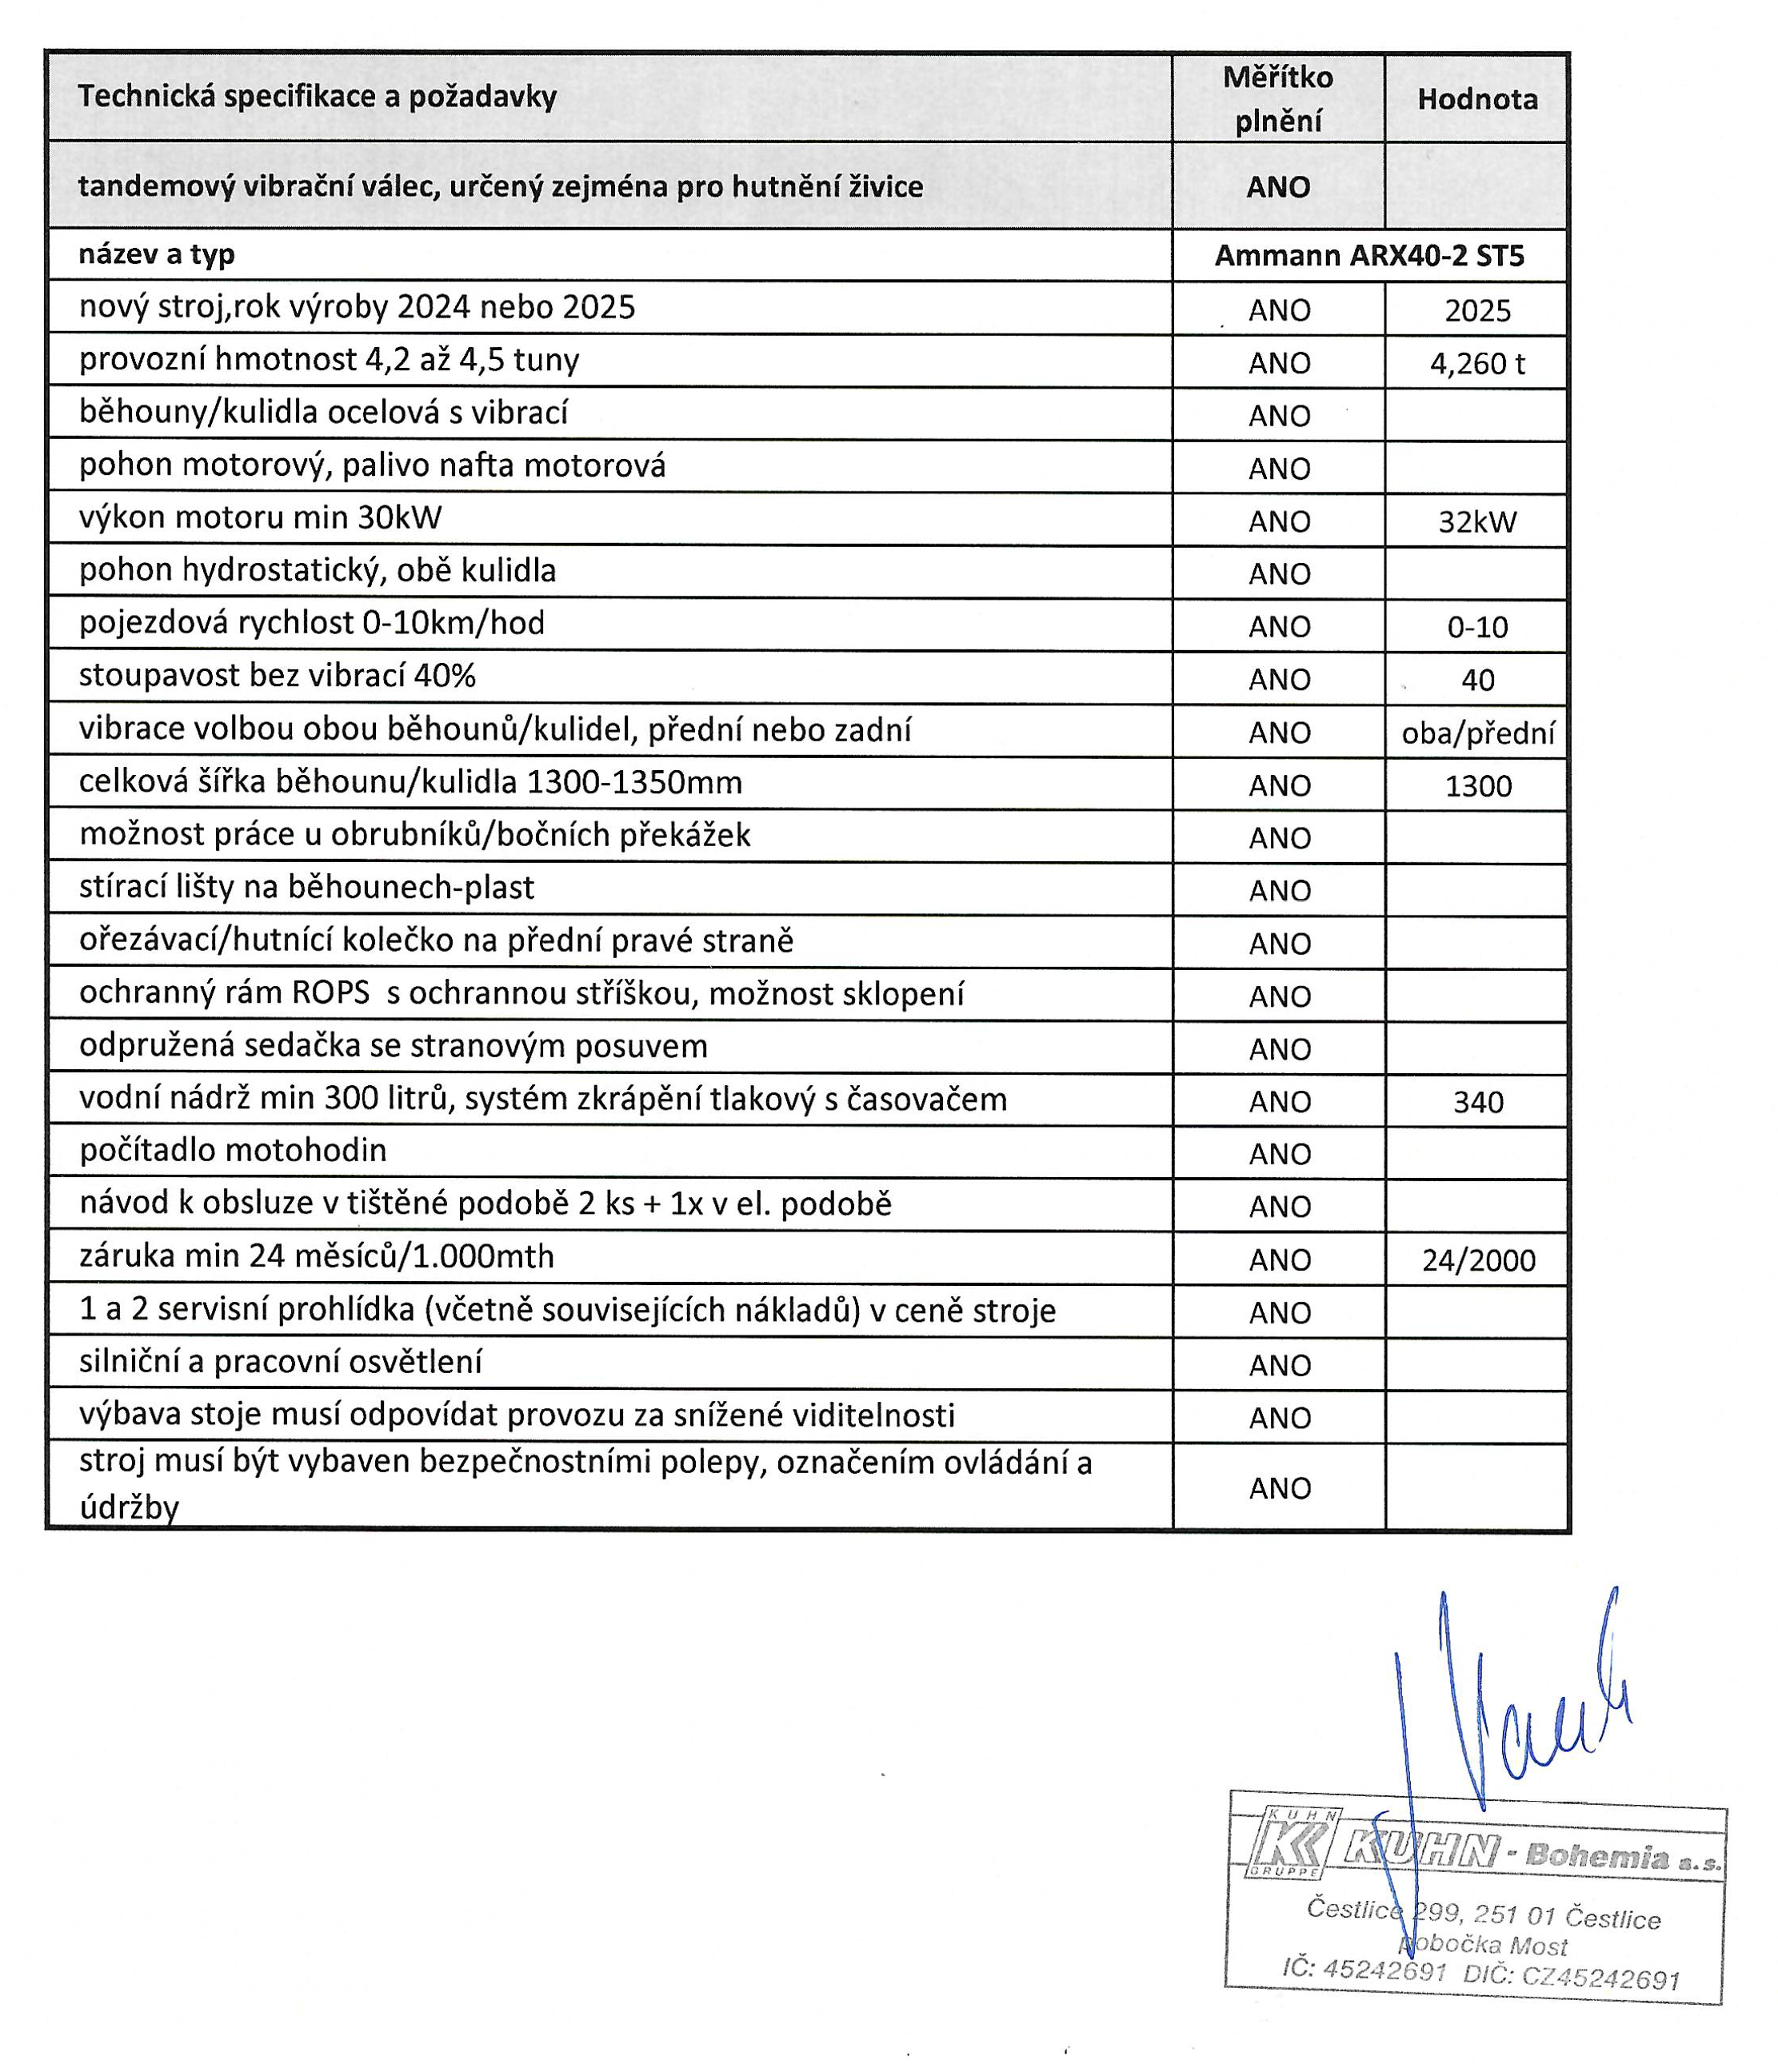 Technická specifikace a požadavky Měřítko plnění Hodnota
tandemový vibrační válec, určený zejména pro hutnění živice ANO
název a typ Ammann ARX40-2 ST5
nový stroj,rok výroby 2024 nebo 2025 ANO 2025
provozní hmotnost 4,2 až 4,5 tuny ANO 4,260 t
běhouny/kulidla ocelová s vibrací ANO
pohon motorový, palivo nafta motorová ANO
výkon motoru min 30kW ANO 32kW
pohon hydrostatický, obě kulidla ANO
pojezdová rychlost 0-10km/hod ANO 0-10
stoupavost bez vibrací 40% ANO 40
vibrace volbou obou běhounů/kulidel, přední nebo zadní ANO oba/přední
celková šířka běhounu/kulidla 1300-1350mm ANO 1300
možnost práce u obrubníků/bočních překážek ANO
stírací lišty na běhounech-plast ANO
ořezávací/hutnící kolečko na přední pravé straně ANO
ochranný rám ROPS s ochrannou stříškou, možnost sklopení ANO
odpružená sedačka se stranovým posuvem ANO
vodní nádrž min 300 litrů, systém zkrápění tlakový s časovačem ANO 340
počítadlo motohodin ANO
návod k obsluze v tištěné podobě 2 ks + 1x v el. podobě ANO
záruka min 24 měsíců/1.000mth ANO 24/2000
1 a 2 servisní prohlídka (včetně souvisejících nákladů) v ceně stroje ANO
silniční a pracovní osvětlení ANO
výbava stoje musí odpovídat provozu za snížené viditelnosti ANO
stroj musí být vybaven bezpečnostními polepy, označením ovládání a
údržby ANO
KUHN
GRUPPE
KUHN - Bohemia a.s.
Čestlice 299, 251 01 Čestlice
pobočka Most
IČ: 45242691 DIČ: CZ45242691